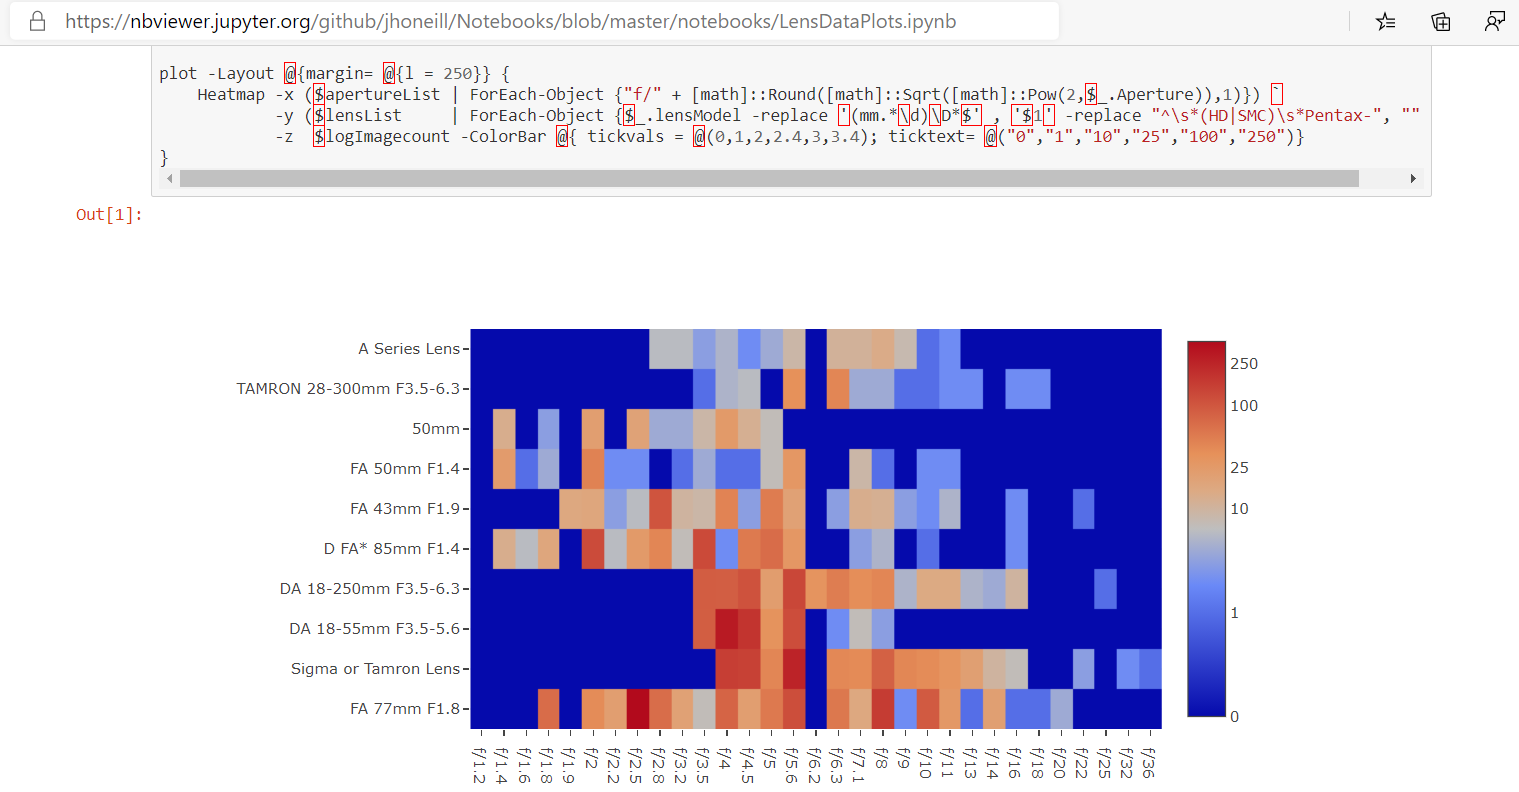 https://nbviewer.jupyter.org/github/jhoneill/Notebooks/blob/master/notebooks/LensDataPlots.ipynb
plot -Layout @{margin= @{l = 250}} {
Heatmap -x ($apertureList | ForEach-Object {"f/" + [math]::Round([math]::Sqrt([math]::Pow(2,$_.Aperture)),1)}) `
-y ($lensList | ForEach-Object {$_.lensModel -replace '(mm.*\d)\D*$' , '$1' -replace "^\s*(HD|SMC)\s*Pentax-", ""
-z $logImagecount -ColorBar @{ tickvals = @(0,1,2,2.4,3,3.4); ticktext= @("0","1","10","25","100","250")}
}
Out[1]:
A Series Lens
TAMRON 28-300mm F3.5-6.3
50mm
FA 50mm F1.4
FA 43mm F1.9
D FA* 85mm F1.4
DA 18-250mm F3.5-6.3
DA 18-55mm F3.5-5.6
Sigma or Tamron Lens
FA 77mm F1.8
250
100
25
10
1
0
f/1.2
f/1.4
f/1.6
f/1.8
f/1.9
f/2
f/2.2
f/2.5
f/2.8
f/3.2
f/3.5
f/4
f/4.5
f/5
f/5.6
f/6.2
f/6.3
f/7.1
f/8
f/9
f/10
f/11
f/13
f/14
f/16
f/18
f/20
f/22
f/25
f/32
f/36